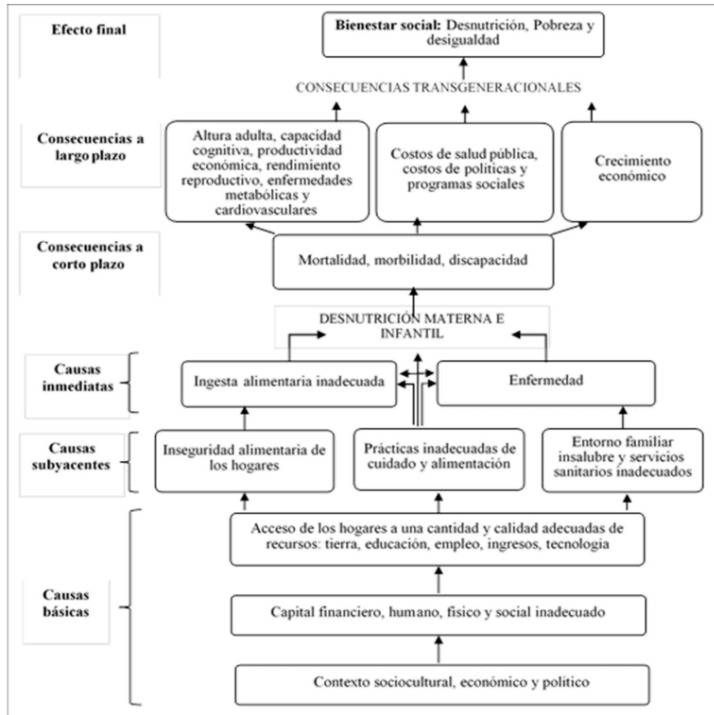 Efecto final
Bienestar social: Desnutrición, Pobreza y
desigualdad
CONSECUENCIAS TRANSGENERACIONALES
Consecuencias a
largo plazo
Altura adulta, capacidad
cognitiva, productividad
económica, rendimiento
reproductivo, enfermedades
metabólicas y
cardiovasculares
Costos de salud pública,
costos de políticas y
programas sociales
Crecimiento
económico
Consecuencias a
corto plazo
Mortalidad, morbilidad, discapacidad
DESNUTRICIÓN MATERNA E
INFANTIL
Causas
inmediatas
Ingesta alimentaria inadecuada
Enfermedad
Causas
subyacentes
Inseguridad alimentaria de
los hogares
Prácticas inadecuadas de
cuidado y alimentación
Entorno familiar
insalubre y servicios
sanitarios inadecuados
Causas
básicas
Acceso de los hogares a una cantidad y calidad adecuadas de
recursos: tierra, educación, empleo, ingresos, tecnología
Capital financiero, humano, físico y social inadecuado
Contexto sociocultural, económico y político